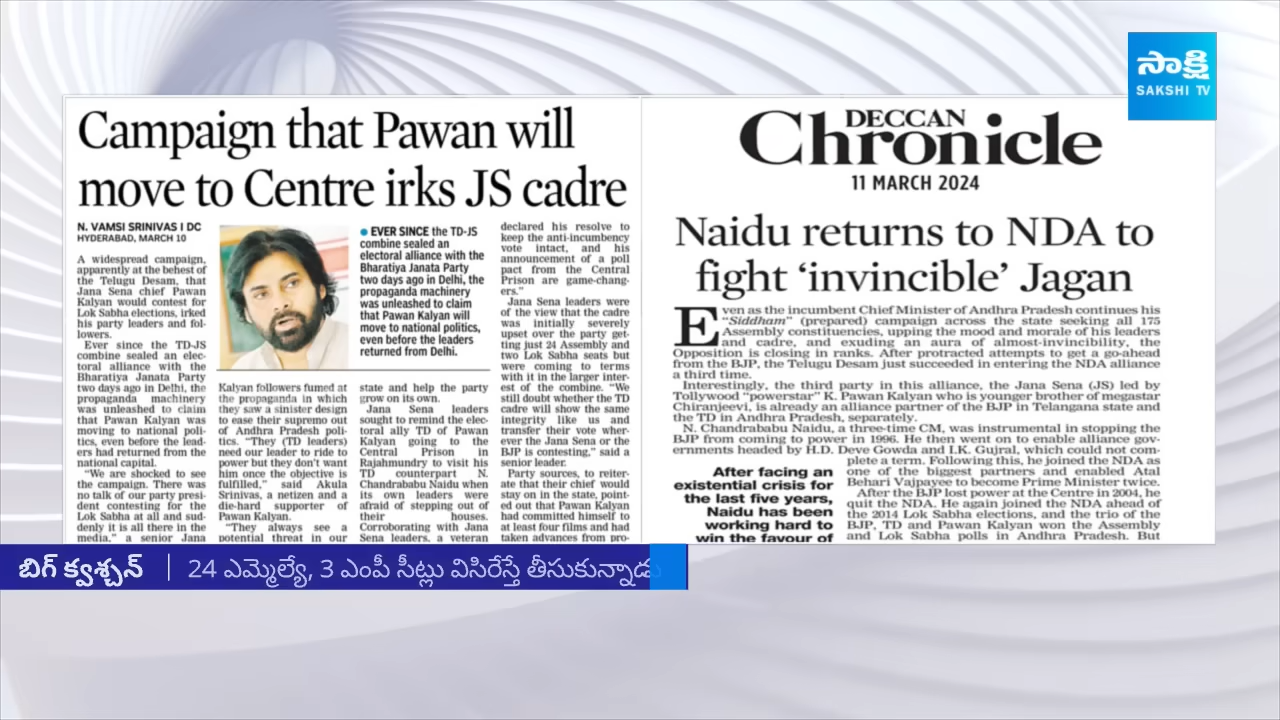 సాక్షి
SAKSHI TV
Campaign that Pawan will
move to Centre irks JS cadre
N. VAMSI SRINIVAS I DC
HYDERABAD, MARCH 10
A widespread campaign,
apparently at the behest of
the Telugu Desam, that
Jana Sena chief Pawan
Kalyan would contest for
Lok Sabha elections, irked
his party leaders and fol-
lowers.
Ever since the TD-JS
combine sealed an elec-
toral alliance with the
Bharatiya Janata Party
two days ago in Delhi, the
propaganda machinery
was unleashed to claim
that Pawan Kalyan was
moving to national poli-
tics, even before the lead-
ers had returned from the
national capital.
“We are shocked to see
the campaign. There was
no talk of our party presi-
dent contesting for the
Lok Sabha at all and sud-
denly it is all there in the
media,” a senior Jana
● EVER SINCE the TD-JS
combine sealed an
electoral alliance with the
Bharatiya Janata Party
two days ago in Delhi, the
propaganda machinery
was unleashed to claim
that Pawan Kalyan will
move to national politics,
even before the leaders
returned from Delhi.
Kalyan followers fumed at
the propaganda in which
they saw a sinister design
to ease their supremo out
of Andhra Pradesh poli-
tics. “They (TD leaders)
need our leader to ride to
power but they don’t want
him once the objective is
fulfilled,” said Akula
Srinivas, a netizen and a
die-hard supporter of
Pawan Kalyan.
“They always see a
potential threat in our
state and help the party
grow on its own.
Jana Sena leaders
sought to remind the elec-
toral ally TD of Pawan
Kalyan going to the
Central Prison in
Rajahmundry to visit his
TD counterpart N.
Chandrababu Naidu when
its own leaders were
afraid of stepping out of
their houses.
Corroborating with Jana
Sena leaders, a veteran
declared his resolve to
keep the anti-incumbency
vote intact, and his
announcement of a poll
pact from the Central
Prison are game-chang-
ers.”
Jana Sena leaders were
of the view that the cadre
was initially severely
upset over the party get-
ting just 24 Assembly and
two Lok Sabha seats but
were coming to terms
with it in the larger inter-
est of the combine. “We
still doubt whether the TD
cadre will show the same
integrity like us and
transfer their vote wher-
ever the Jana Sena or the
BJP is contesting,” said a
senior leader.
Party sources, to reiter-
ate that their chief would
stay on in the state, point-
ed out that Pawan Kalyan
had committed himself to
at least four films and had
taken advances from pro-
DECCAN
Chronicle
11 MARCH 2024
Naidu returns to NDA to
fight ‘invincible’ Jagan
Even as the incumbent Chief Minister of Andhra Pradesh continues his
“Siddham” (prepared) campaign across the state seeking all 175
Assembly constituencies, upping the mood and morale of his leaders
and cadre, and exuding an aura of almost-invincibility, the
Opposition is closing in ranks. After protracted attempts to get a go-ahead
from the BJP, the Telugu Desam just succeeded in entering the NDA alliance
a third time.
Interestingly, the third party in this alliance, the Jana Sena (JS) led by
Tollywood “powerstar” K. Pawan Kalyan who is younger brother of megastar
Chiranjeevi, is already an alliance partner of the BJP in Telangana state and
the TD in Andhra Pradesh, separately.
N. Chandrababu Naidu, a three-time CM, was instrumental in stopping the
BJP from coming to power in 1996. He then went on to enable alliance gov-
ernments headed by H.D. Deve Gowda and I.K. Gujral, which could not com-
plete a term. Following this, he joined the NDA as
one of the biggest partners and enabled Atal
Behari Vajpayee to become Prime Minister twice.
After the BJP lost power at the Centre in 2004, he
quit the NDA. He again joined the NDA ahead of
the 2014 Lok Sabha elections, and the trio of the
BJP, TD and Pawan Kalyan won the Assembly
and Lok Sabha polls in Andhra Pradesh. But
After facing an
existential crisis for
the last five years,
Naidu has been
working hard to
win the favour of
బిగ్ క్వశ్చన్ | 24 ఎమ్మెల్యే, 3 ఎంపీ సీట్లు విసిరేస్తే తీసుకున్నాడు